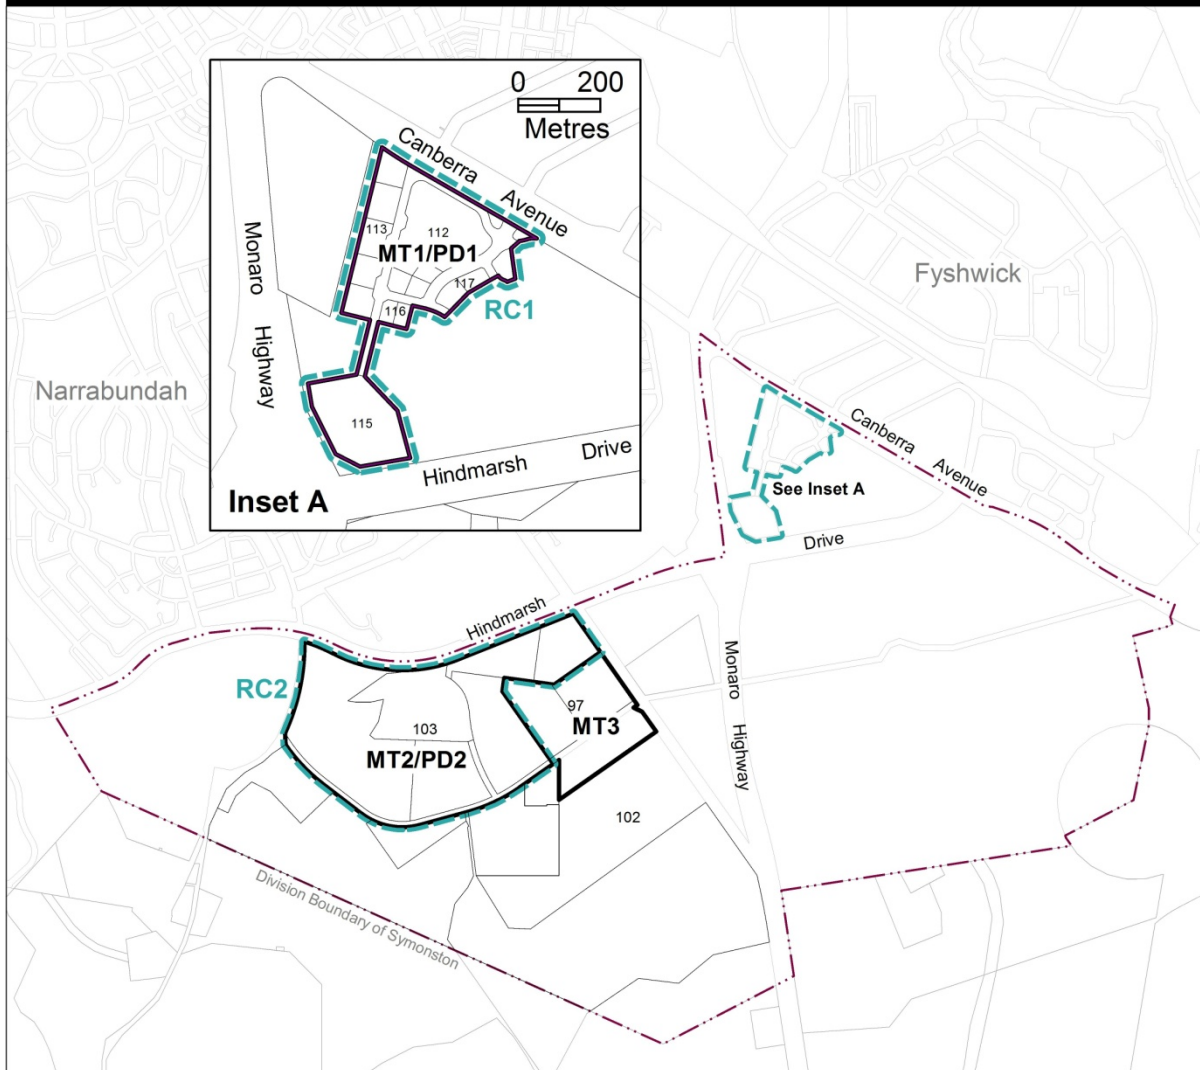 0 200
Metres
Canberra
Avenue
Monaro
Highway
113
112
MT1/PD1
117
116
RC1
115
Hindmarsh Drive
Inset A
Narrabundah
Fyshwick
Canberra
Avenue
See Inset A
Drive
Hindmarsh
Monaro
Highway
RC2
97
MT3
103
MT2/PD2
102
Division Boundary of Symonston